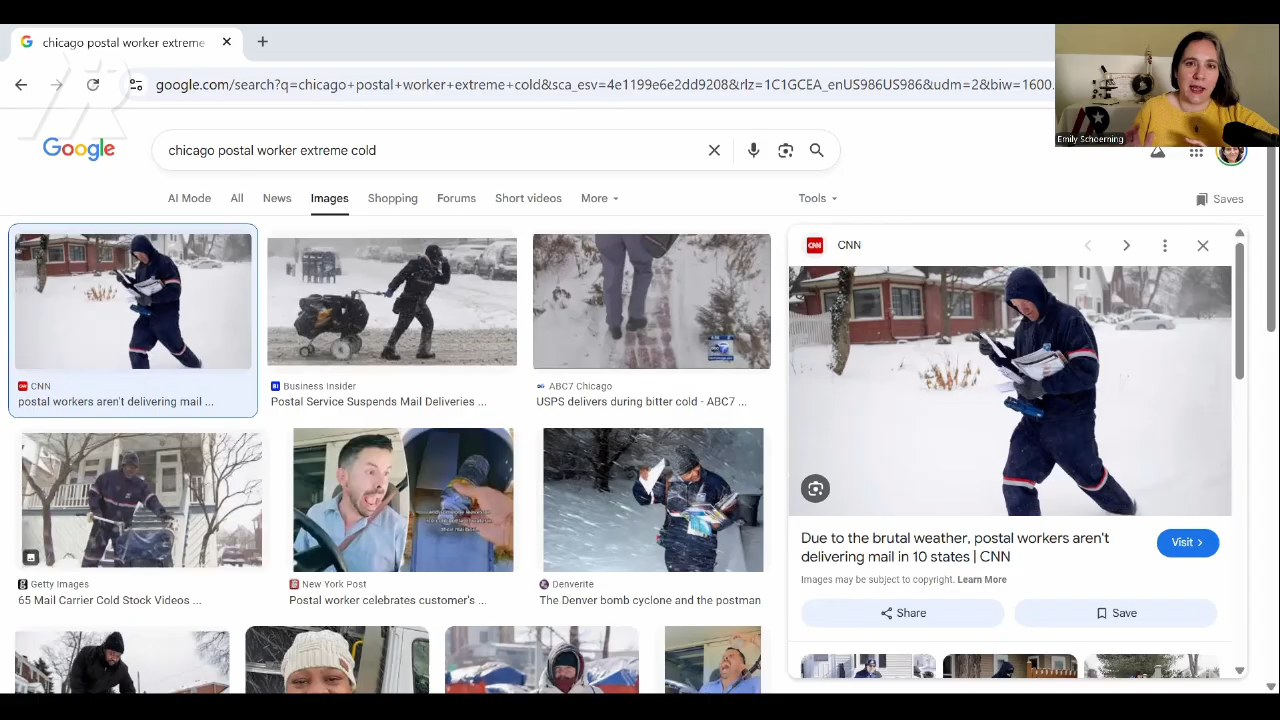 chicago postal worker extreme
google.com/search?q=chicago+postal+worker+extreme+cold&sca_esv=4e1199e6e2dd9208&rlz=1C1GCEA_enUS986US986&udm=2&biw=1600.
Emily Schoerning
Google
chicago postal worker extreme cold
AI Mode All News Images Shopping Forums Short videos More Tools Saves
CNN
CNN
postal workers aren't delivering mail ...
Business Insider
Postal Service Suspends Mail Deliveries ...
ABC7 Chicago
USPS delivers during bitter cold - ABC7 ...
Getty Images
65 Mail Carrier Cold Stock Videos ...
New York Post
Postal worker celebrates customer's ...
Denverite
The Denver bomb cyclone and the postman
Due to the brutal weather, postal workers aren't
delivering mail in 10 states | CNN
Visit
Images may be subject to copyright. Learn More
Share
Save